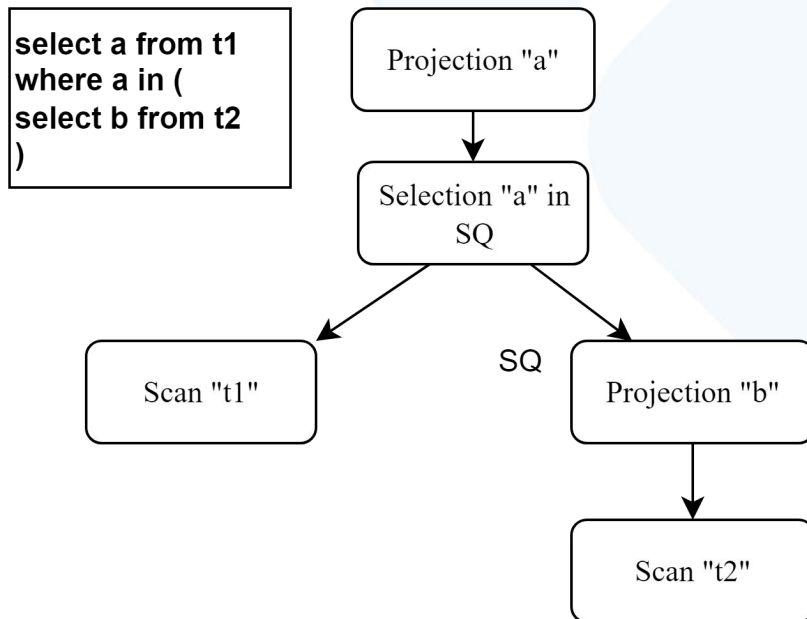 select a from t1
where a in (
select b from t2
)
Projection "a"
Selection "a" in
SQ
Scan "t1"
SQ
Projection "b"
Scan "t2"